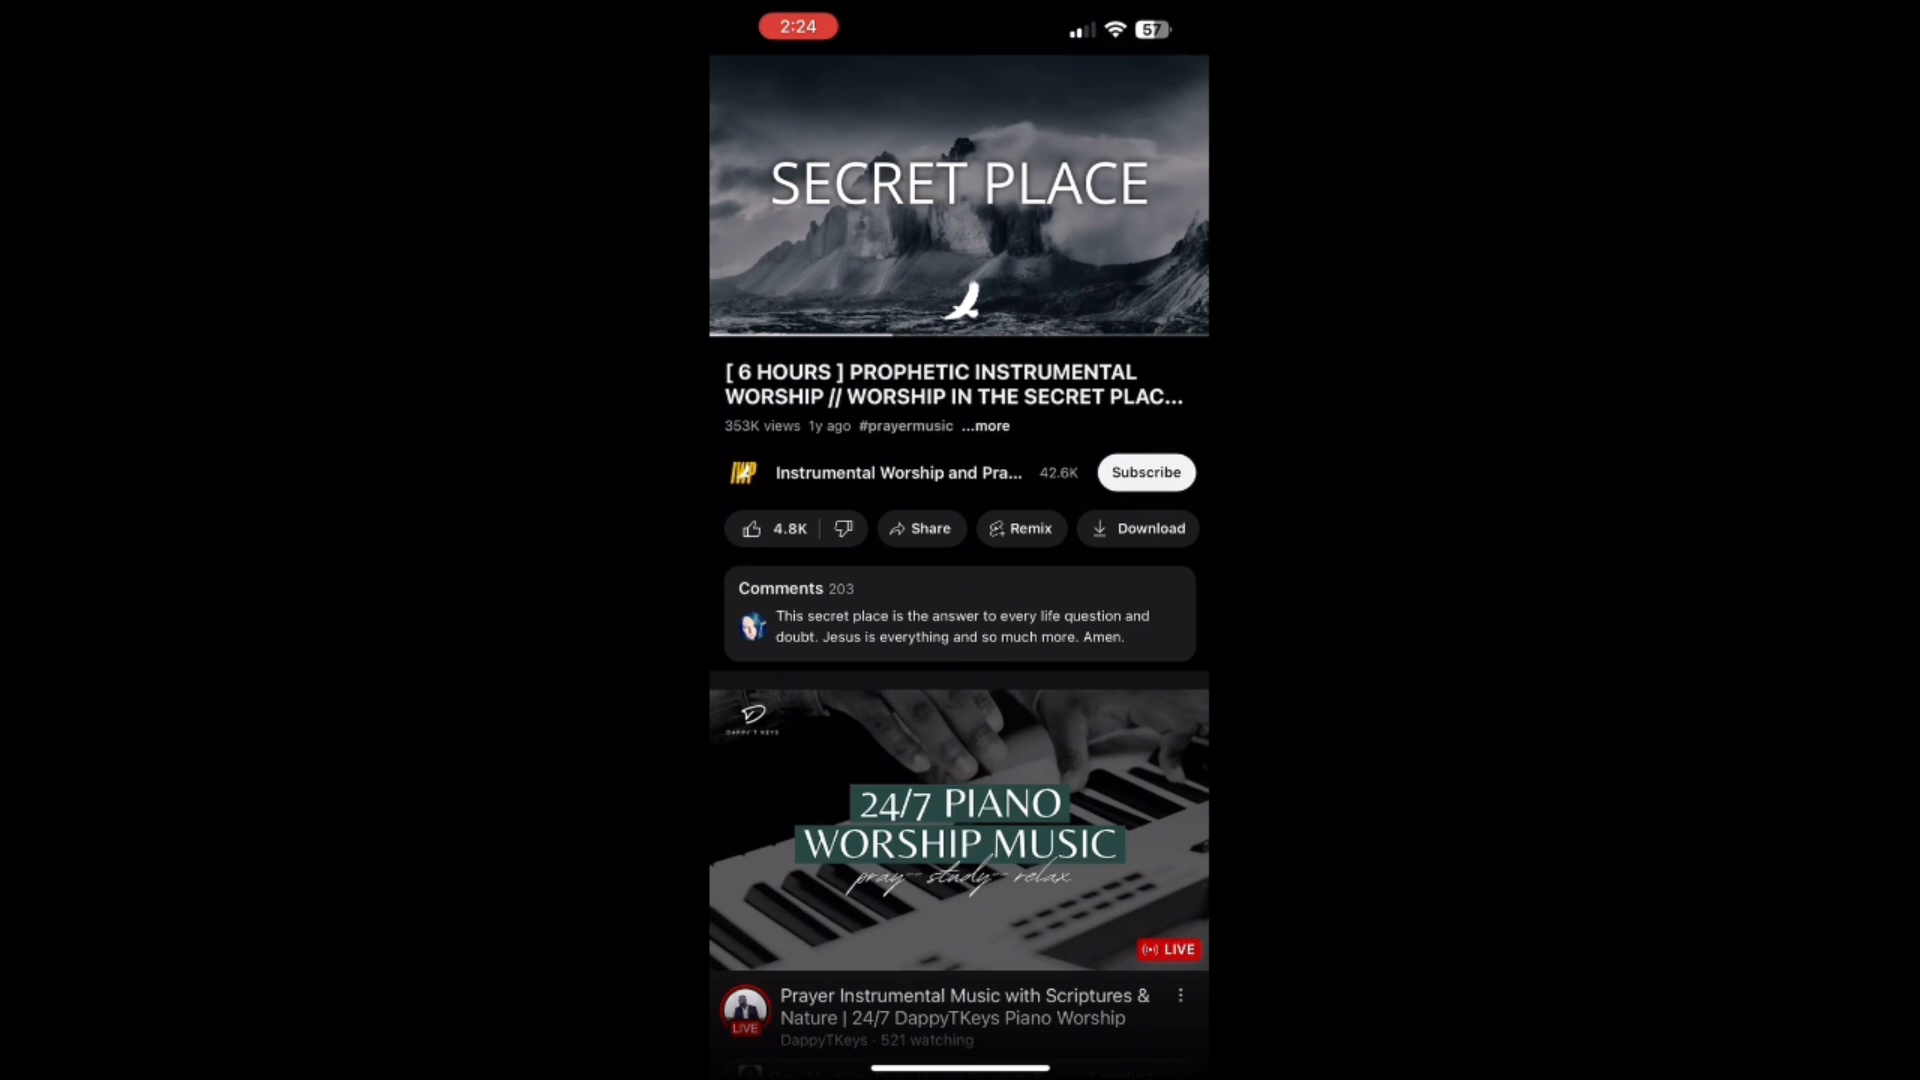 2:24
57
SECRET PLACE
[ 6 HOURS ] PROPHETIC INSTRUMENTAL
WORSHIP // WORSHIP IN THE SECRET PLAC...
353K views 1y ago #prayermusic ...more
IWP
Instrumental Worship and Pra... 42.6K Subscribe
4.8K Share Remix Download
Comments 203
This secret place is the answer to every life question and
doubt. Jesus is everything and so much more. Amen.
DAPPY T KEYS
24/7 PIANO
WORSHIP MUSIC
pray - study - relax
LIVE
Prayer Instrumental Music with Scriptures &
Nature | 24/7 DappyTKeys Piano Worship
LIVE
DappyTKeys · 521 watching